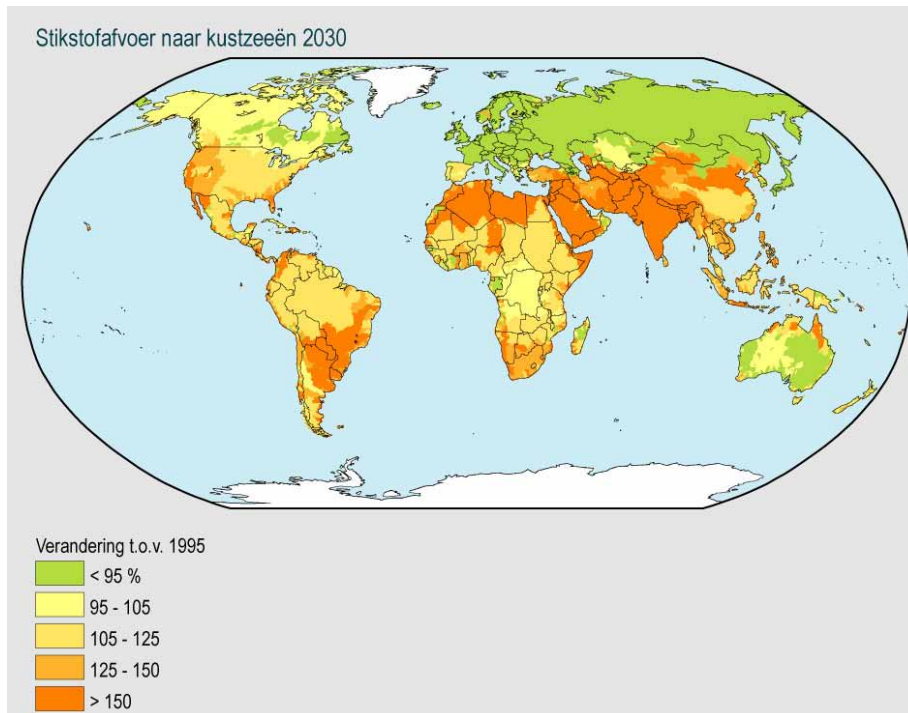 Stikstofafvoer naar kustzeeën 2030
Verandering t.o.v. 1995
< 95 %
95 - 105
105 - 125
125 - 150
> 150